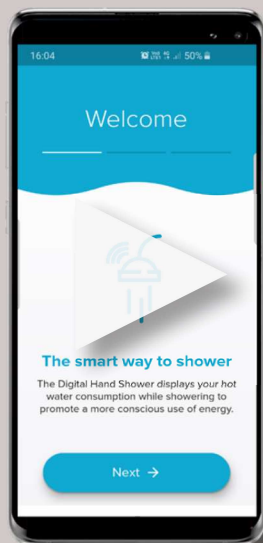 16:04
50%
Welcome
The smart way to shower
The Digital Hand Shower displays your hot
water consumption while showering to
promote a more conscious use of energy.
Next →